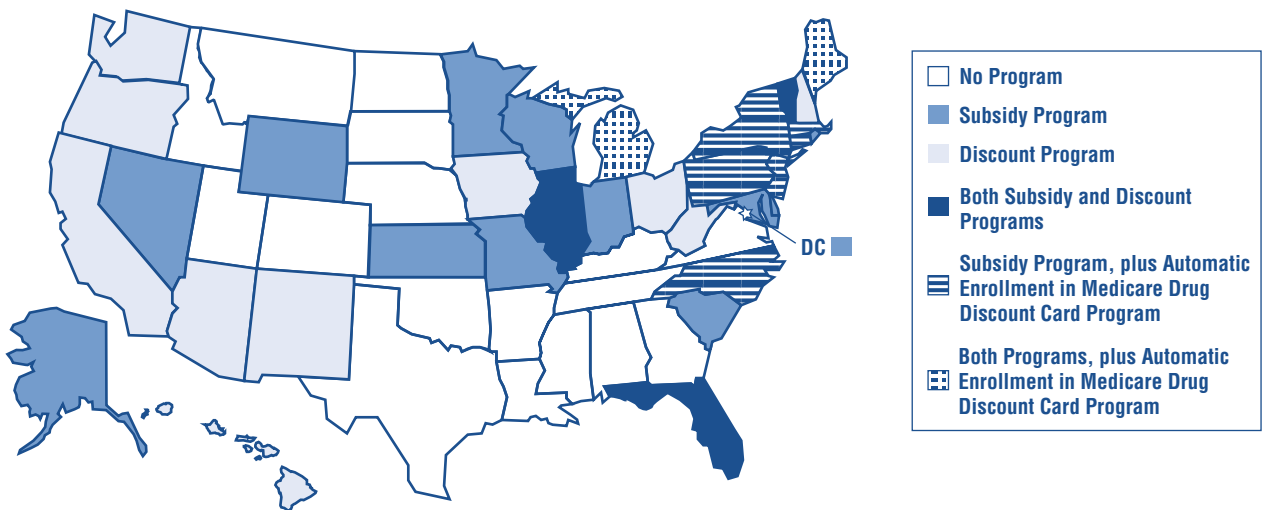 No Program
Subsidy Program
Discount Program
Both Subsidy and Discount
Programs
DC
Subsidy Program, plus Automatic
Enrollment in Medicare Drug
Discount Card Program
Both Programs, plus Automatic
Enrollment in Medicare Drug
Discount Card Program